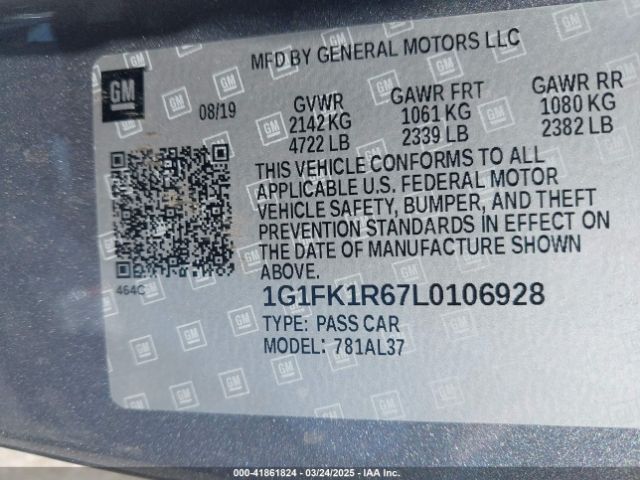 MFD BY GENERAL MOTORS LLC
GM
08/19
GVWR GAWR FRT GAWR RR
2142 KG 1061 KG 1080 KG
4722 LB 2339 LB 2382 LB
THIS VEHICLE CONFORMS TO ALL
APPLICABLE U.S. FEDERAL MOTOR
VEHICLE SAFETY, BUMPER, AND THEFT
PREVENTION STANDARDS IN EFFECT ON
THE DATE OF MANUFACTURE SHOWN
ABOVE.
464C
1G1FK1R67L0106928
TYPE: PASS CAR
MODEL: 781AL37
000-41861824 — 03/24/2025 — IAA Inc.